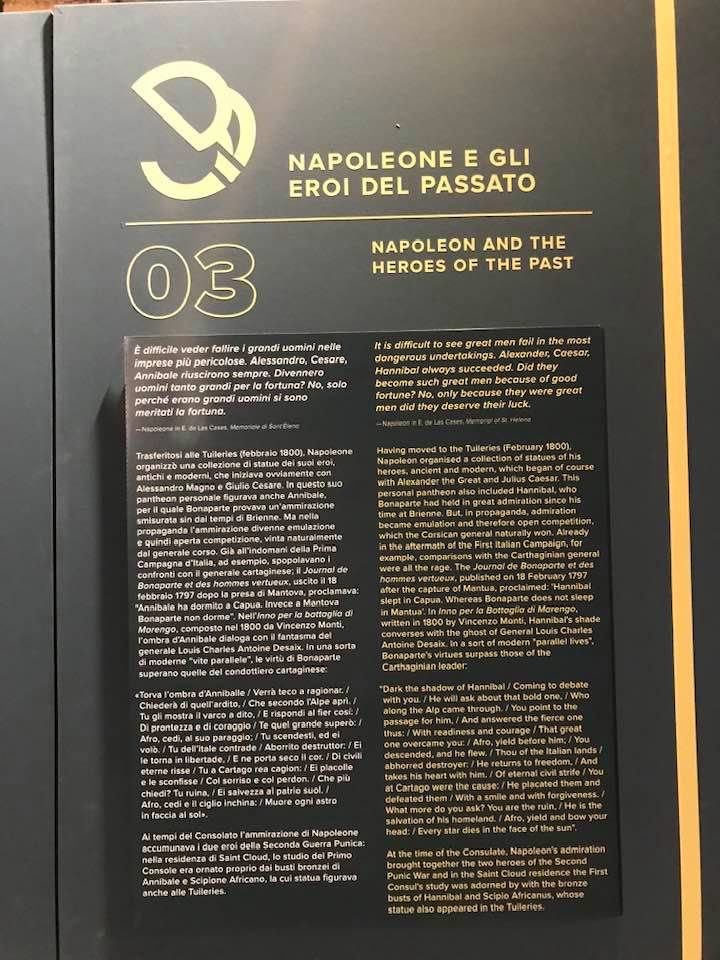 NAPOLEONE E GLI
EROI DEL PASSATO
03
NAPOLEON AND THE
HEROES OF THE PAST
È difficile veder fallire i grandi uomini nelle
imprese più pericolose. Alessandro, Cesare,
Annibale riuscirono sempre. Divennero
uomini tanto grandi per la fortuna? No, solo
perché erano grandi uomini si sono
meritati la fortuna.
—Napoleone in E. de Las Cases, Memoriale di Sant'Elena
Trasferitosi alle Tuileries (febbraio 1800), Napoleone
organizzò una collezione di statue dei suoi eroi,
antichi e moderni, che iniziava ovviamente con
Alessandro Magno e Giulio Cesare. In questo suo
pantheon personale figurava anche Annibale,
per il quale Bonaparte provava un'ammirazione
smisurata sin dai tempi di Brienne. Ma nella
propaganda l'ammirazione divenne emulazione
e quindi aperta competizione, vinta naturalmente
dal generale corso. Già all'indomani della Prima
Campagna d'Italia, ad esempio, spopolavano i
confronti con il generale cartaginese; il Journal de
Bonaparte et des hommes vertueux, uscito il 18
febbraio 1797 dopo la presa di Mantova, proclamava:
"Annibale ha dormito a Capua. Invece a Mantova
Bonaparte non dorme". Nell'Inno per la battaglia di
Marengo, composto nel 1800 da Vincenzo Monti,
l'ombra d'Annibale dialoga con il fantasma del
generale Louis Charles Antoine Desaix. In una sorta
di moderne "vite parallele", le virtù di Bonaparte
superano quelle del condottiero cartaginese:
«Torva l'ombra d'Anniballe / Verrà teco a ragionar. /
Chiederà di quell'ardito, / Che secondo l'Alpe aprì. /
Tu gli mostra il varco a dito, / E rispondi al fier così: /
Di prontezza e di coraggio / Te quel grande superò: /
Afro, cedi, al suo paraggio; / Tu scendesti, ed ei
volò. / Tu dell'itale contrade / Aborrito destruttor: / Ei
le torna in libertade, / E ne porta seco il cor. / Di civili
eterne risse / Tu a Cartago rea cagion: / Ei placolle
e le sconfisse / Col sorriso e col perdon. / Che più
chiedi? Tu ruina, / Ei salvezza al patrio suol. /
Afro, cedi e il ciglio inchina: / Muore ogni astro
in faccia al sol».
Ai tempi del Consolato l'ammirazione di Napoleone
accumunava i due eroi della Seconda Guerra Punica:
nella residenza di Saint Cloud, lo studio del Primo
Console era ornato proprio dai busti bronzei di
Annibale e Scipione Africano, la cui statua figurava
anche alle Tuileries.
It is difficult to see great men fail in the most
dangerous undertakings. Alexander, Caesar,
Hannibal always succeeded. Did they
become such great men because of good
fortune? No, only because they were great
men did they deserve their luck.
—Napoleon in E. de Las Cases, Memorial of St. Helena
Having moved to the Tuileries (February 1800),
Napoleon organised a collection of statues of his
heroes, ancient and modern, which began of course
with Alexander the Great and Julius Caesar. This
personal pantheon also included Hannibal, who
Bonaparte had held in great admiration since his
time at Brienne. But, in propaganda, admiration
became emulation and therefore open competition,
which the Corsican general naturally won. Already
in the aftermath of the First Italian Campaign, for
example, comparisons with the Carthaginian general
were all the rage. The Journal de Bonaparte et des
hommes vertueux, published on 18 February 1797
after the capture of Mantua, proclaimed: 'Hannibal
slept in Capua. Whereas Bonaparte does not sleep
in Mantua'. In Inno per la Battaglia di Marengo,
written in 1800 by Vincenzo Monti, Hannibal's shade
converses with the ghost of General Louis Charles
Antoine Desaix. In a sort of modern "parallel lives",
Bonaparte's virtues surpass those of the
Carthaginian leader:
"Dark the shadow of Hannibal / Coming to debate
with you. / He will ask about that bold one, / Who
along the Alp came through. / You point to the
passage for him, / And answered the fierce one
thus: / With readiness and courage / That great
one overcame you: / Afro, yield before him; / You
descended, and he flew. / Thou of the Italian lands /
abhorred destroyer: / He returns to freedom, / And
takes his heart with him. / Of eternal civil strife / You
at Cartago were the cause: / He placated them and
defeated them / With a smile and with forgiveness. /
What more do you ask? You are the ruin, / He is the
salvation of his homeland. / Afro, yield and bow your
head: / Every star dies in the face of the sun".
At the time of the Consulate, Napoleon's admiration
brought together the two heroes of the Second
Punic War and in the Saint Cloud residence the First
Consul's study was adorned by with the bronze
busts of Hannibal and Scipio Africanus, whose
statue also appeared in the Tuileries.